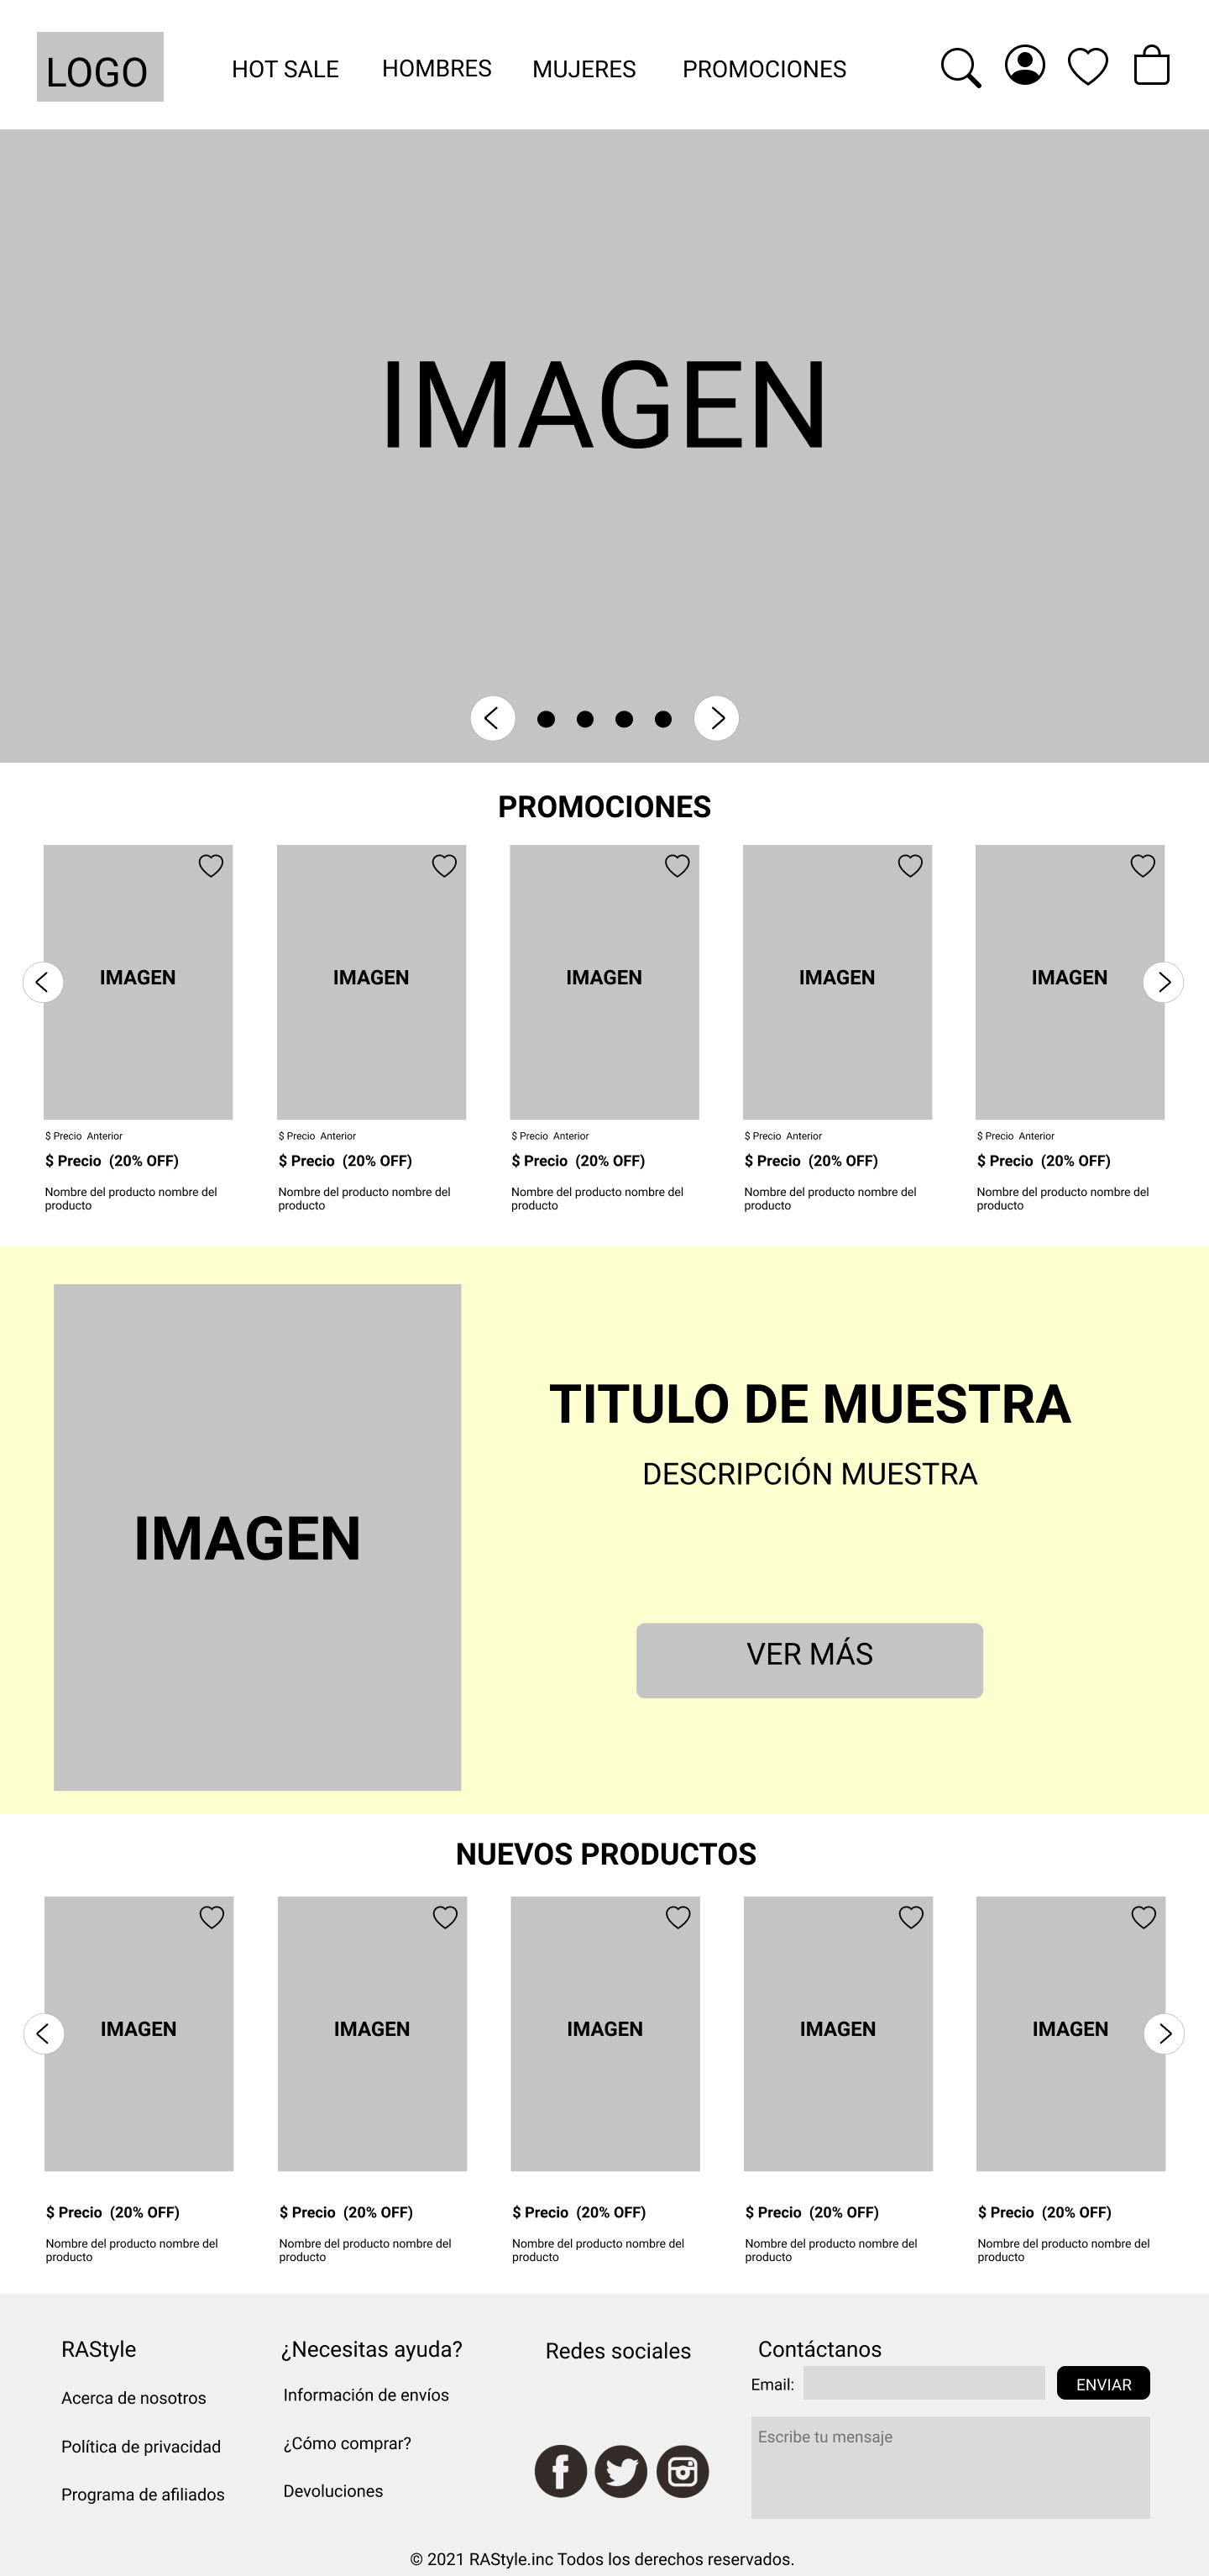 LOGO
HOT SALE
HOMBRES
MUJERES
PROMOCIONES
IMAGEN
PROMOCIONES
IMAGEN
IMAGEN
IMAGEN
IMAGEN
IMAGEN
$ Precio Anterior
$ Precio (20% OFF)
Nombre del producto nombre del
producto
$ Precio Anterior
$ Precio (20% OFF)
Nombre del producto nombre del
producto
$ Precio Anterior
$ Precio (20% OFF)
Nombre del producto nombre del
producto
$ Precio Anterior
$ Precio (20% OFF)
Nombre del producto nombre del
producto
$ Precio Anterior
$ Precio (20% OFF)
Nombre del producto nombre del
producto
IMAGEN
TITULO DE MUESTRA
DESCRIPCIÓN MUESTRA
VER MÁS
NUEVOS PRODUCTOS
IMAGEN
IMAGEN
IMAGEN
IMAGEN
IMAGEN
$ Precio (20% OFF)
Nombre del producto nombre del
producto
$ Precio (20% OFF)
Nombre del producto nombre del
producto
$ Precio (20% OFF)
Nombre del producto nombre del
producto
$ Precio (20% OFF)
Nombre del producto nombre del
producto
$ Precio (20% OFF)
Nombre del producto nombre del
producto
RAStyle
Acerca de nosotros
Política de privacidad
Programa de afiliados
¿Necesitas ayuda?
Información de envíos
¿Cómo comprar?
Devoluciones
Redes sociales
Contáctanos
Email:
ENVIAR
Escribe tu mensaje
© 2021 RAStyle.inc Todos los derechos reservados.